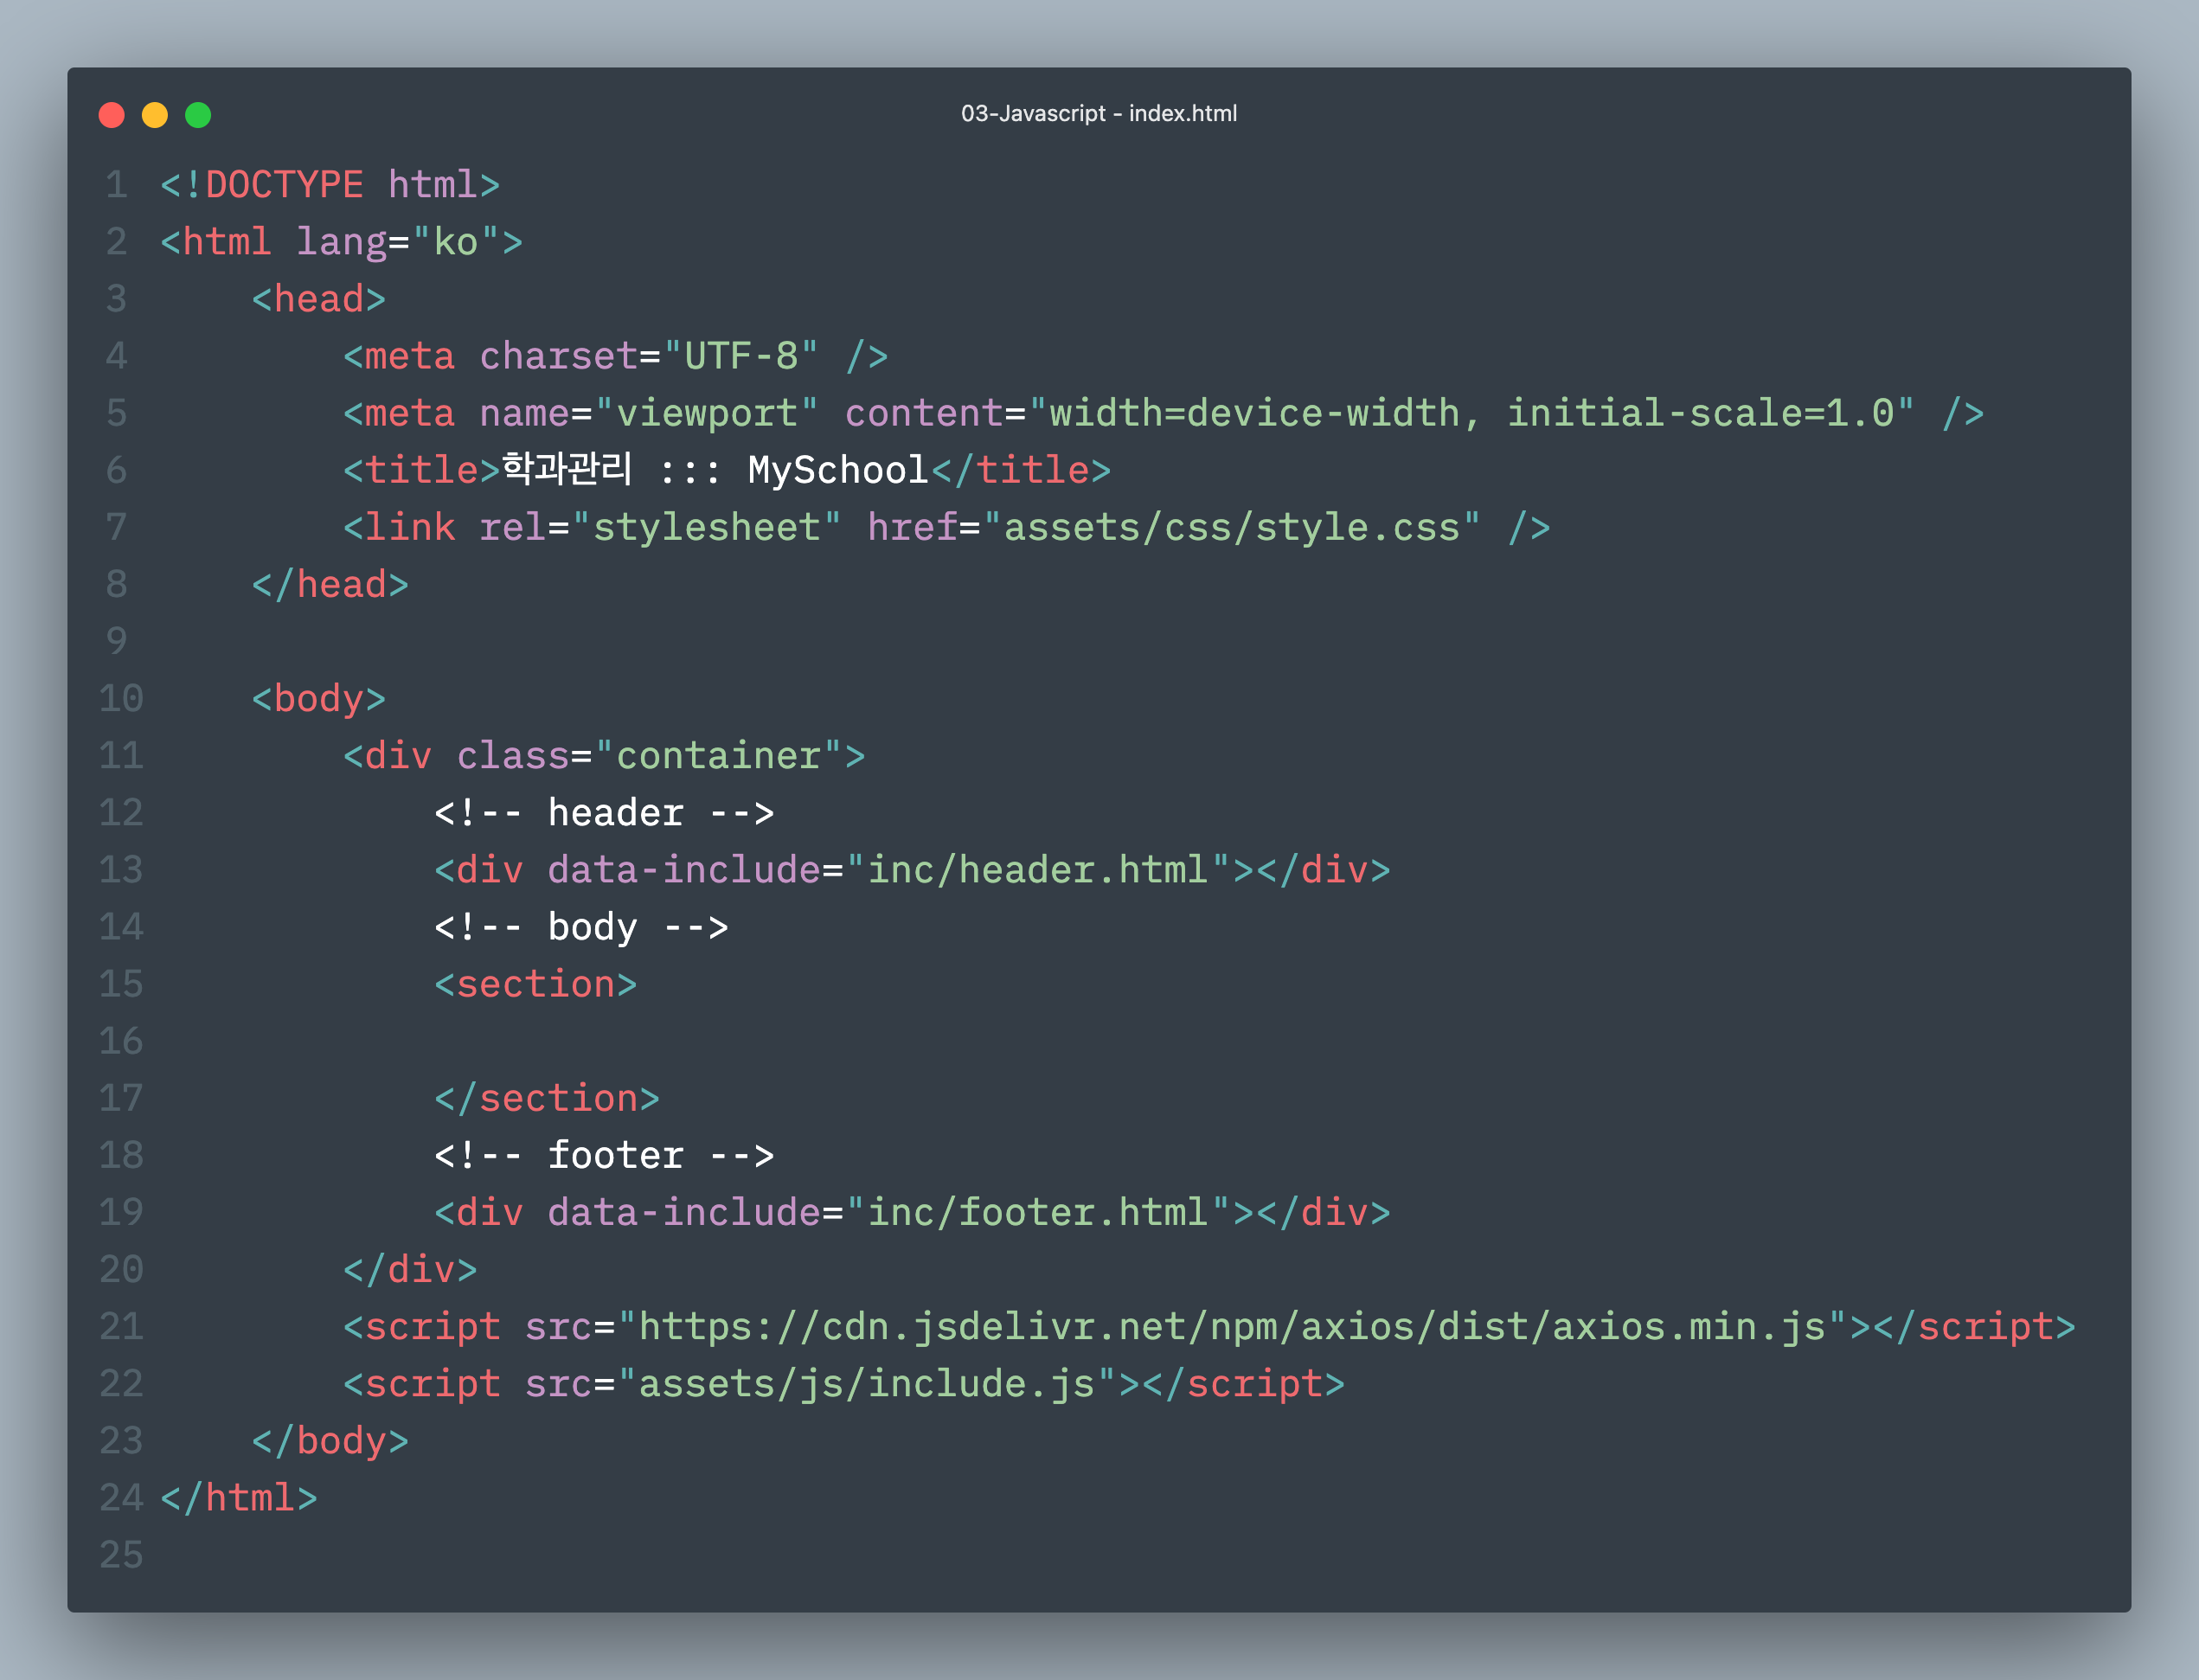 03-Javascript - index.html
1 <!DOCTYPE html>
2 <html lang="ko">
3     <head>
4         <meta charset="UTF-8" />
5         <meta name="viewport" content="width=device-width, initial-scale=1.0" />
6         <title>학과관리 ::: MySchool</title>
7         <link rel="stylesheet" href="assets/css/style.css" />
8     </head>
9
10     <body>
11         <div class="container">
12             <!-- header -->
13             <div data-include="inc/header.html"></div>
14             <!-- body -->
15             <section>
16
17             </section>
18             <!-- footer -->
19             <div data-include="inc/footer.html"></div>
20         </div>
21         <script src="https://cdn.jsdelivr.net/npm/axios/dist/axios.min.js"></script>
22         <script src="assets/js/include.js"></script>
23     </body>
24 </html>
25